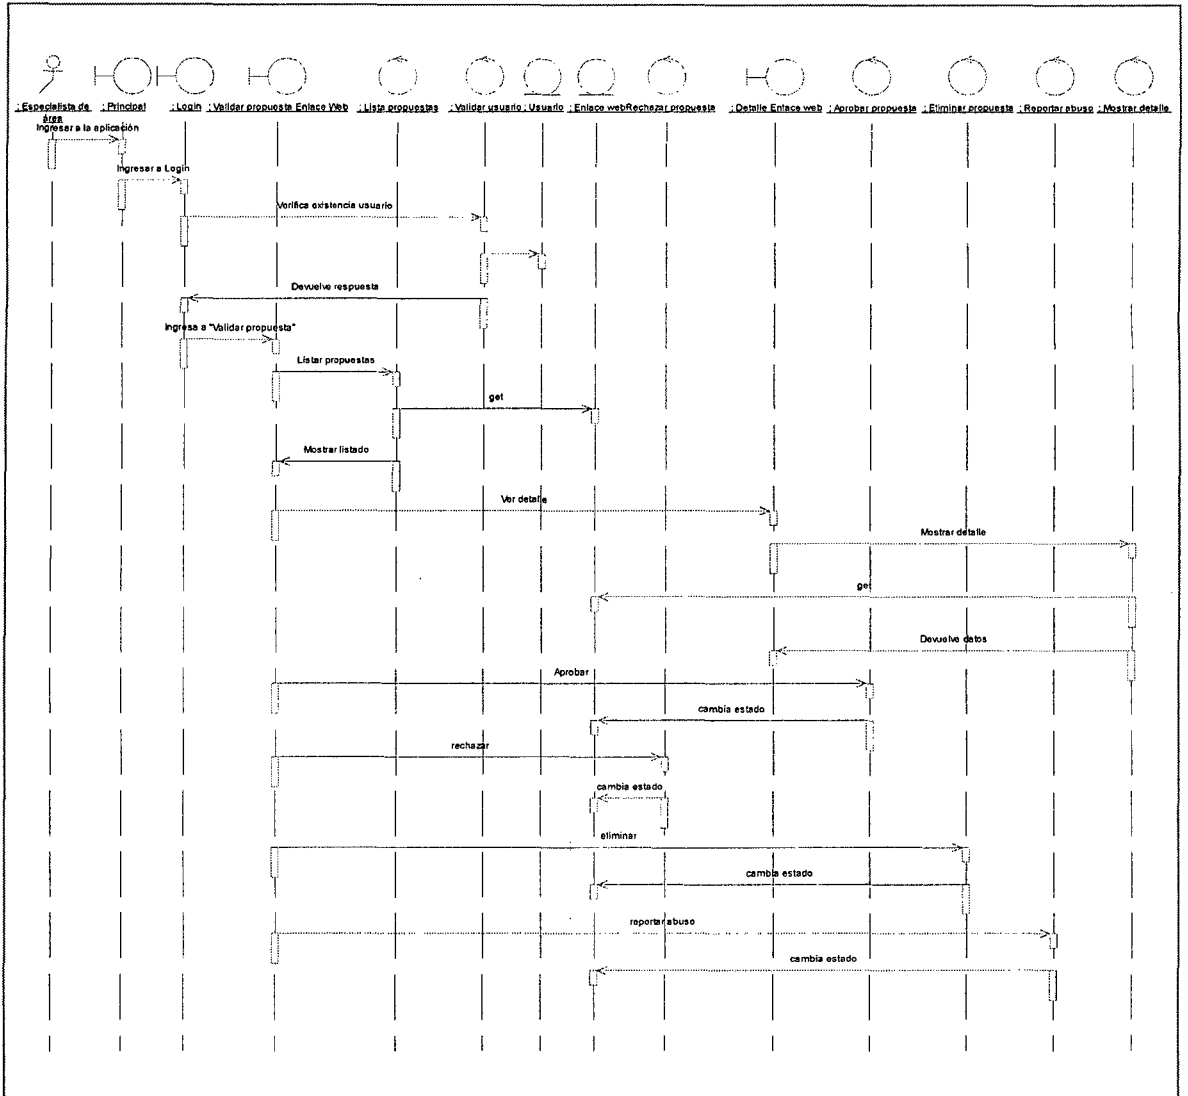 : Especialista de área
: Principal
: Login
: Validar propuesta Enlace Web
: Lista propuestas
: Validar usuario
: Usuario
: Enlace web
Rechazar propuesta
: Detalle Enlace web
: Aprobar propuesta
: Eliminar propuesta
: Reportar abuso
: Mostrar detalle
Ingresar a la aplicación
Ingresar a Login
Verifica existencia usuario
Devuelve respuesta
Ingresa a "Validar propuesta"
Listar propuestas
get
Mostrar listado
Ver detalle
Mostrar detalle
get
Devuelve datos
Aprobar
cambia estado
rechazar
cambia estado
eliminar
cambia estado
reportar abuso
cambia estado